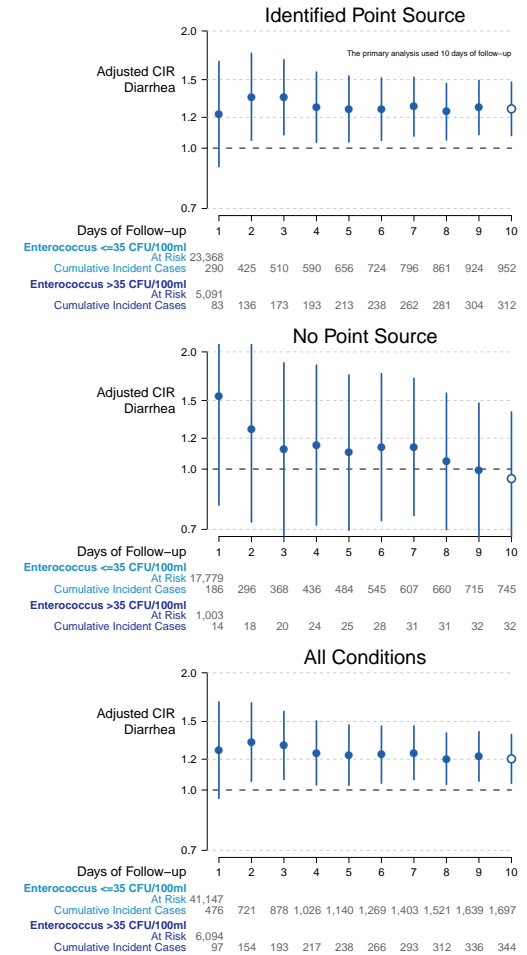 Identified Point Source
2.0
The primary analysis used 10 days of follow−up
Adjusted CIR
Diarrhea
1.5
1.2
1.0
0.7
Days of Follow−up 1 2 3 4 5 6 7 8 9 10
Enterococcus <=35 CFU/100ml
At Risk 23,368
Cumulative Incident Cases 290 425 510 590 656 724 796 861 924 952
Enterococcus >35 CFU/100ml
At Risk 5,091
Cumulative Incident Cases 83 136 173 193 213 238 262 281 304 312
No Point Source
2.0
Adjusted CIR
Diarrhea
1.5
1.2
1.0
0.7
Days of Follow−up 1 2 3 4 5 6 7 8 9 10
Enterococcus <=35 CFU/100ml
At Risk 17,779
Cumulative Incident Cases 186 296 368 436 484 545 607 660 715 745
Enterococcus >35 CFU/100ml
At Risk 1,003
Cumulative Incident Cases 14 18 20 24 25 28 31 31 32 32
All Conditions
2.0
Adjusted CIR
Diarrhea
1.5
1.2
1.0
0.7
Days of Follow−up 1 2 3 4 5 6 7 8 9 10
Enterococcus <=35 CFU/100ml
At Risk 41,147
Cumulative Incident Cases 476 721 878 1,026 1,140 1,269 1,403 1,521 1,639 1,697
Enterococcus >35 CFU/100ml
At Risk 6,094
Cumulative Incident Cases 97 154 193 217 238 266 293 312 336 344